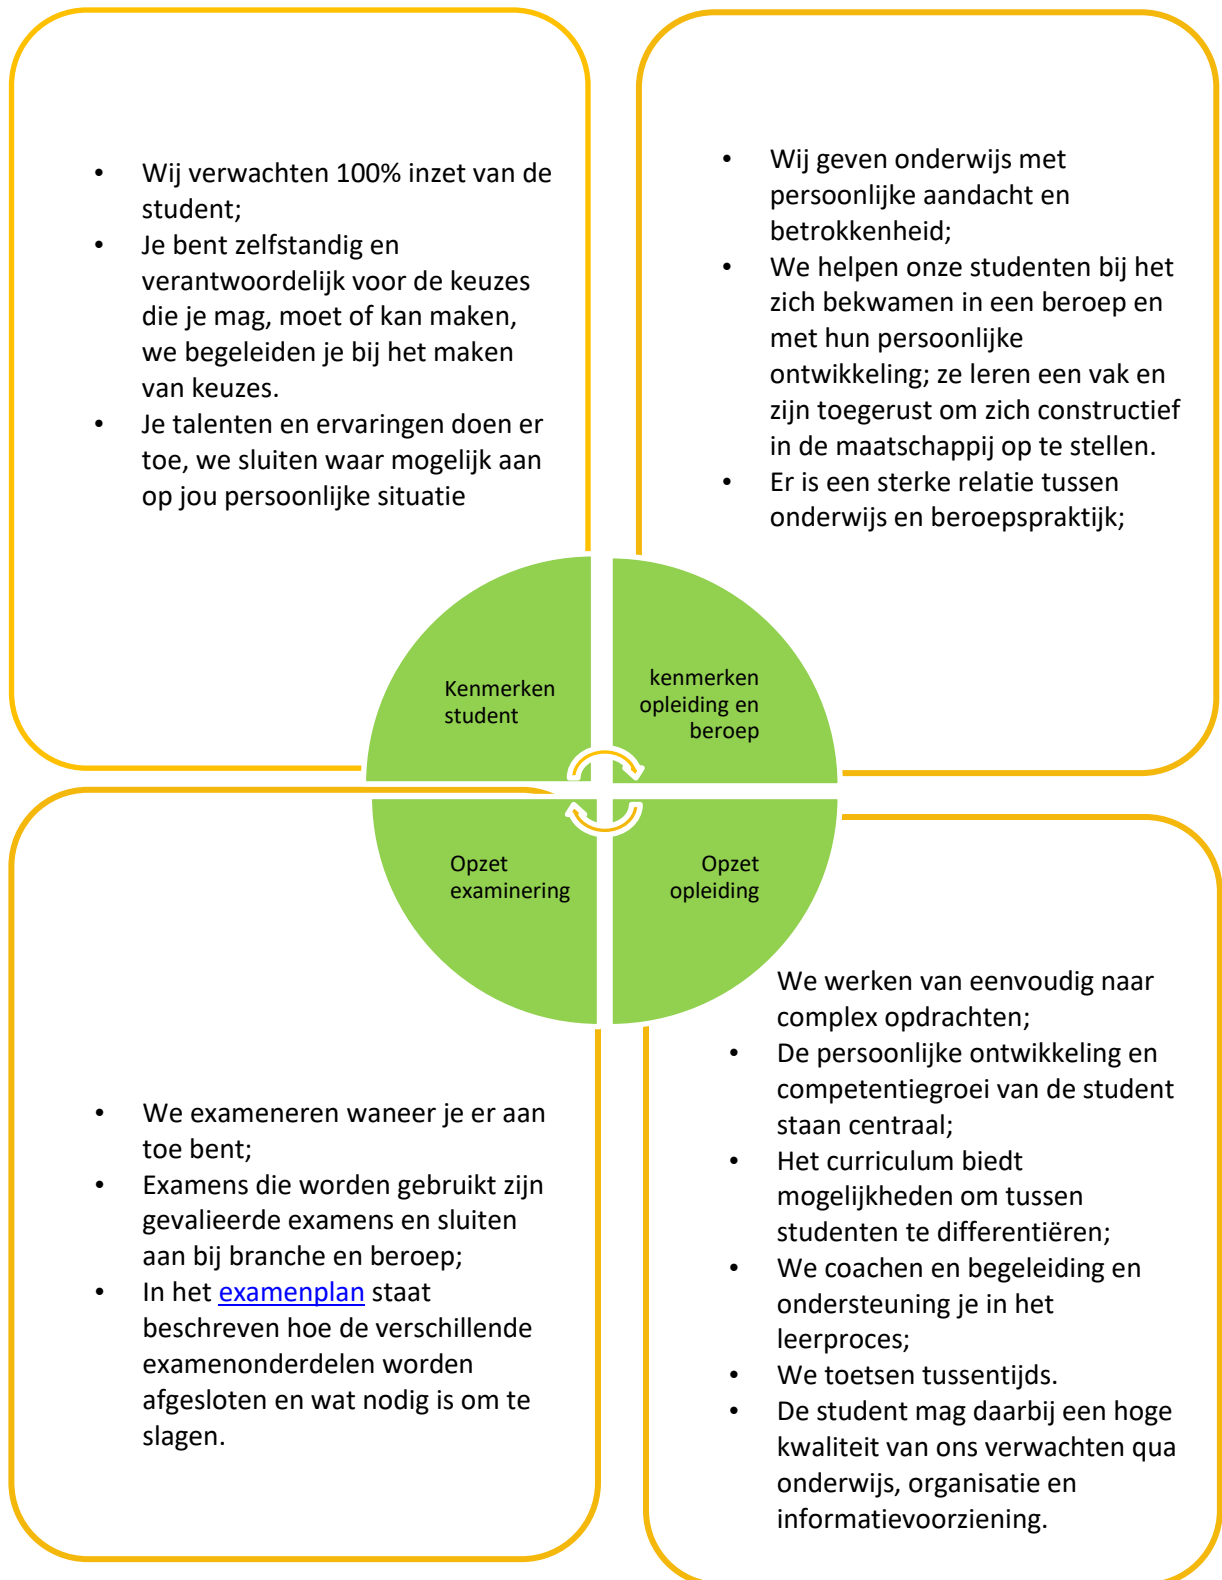 • Wij verwachten 100% inzet van de
student;
• Je bent zelfstandig en
verantwoordelijk voor de keuzes
die je mag, moet of kan maken,
we begeleiden je bij het maken
van keuzes.
• Je talenten en ervaringen doen er
toe, we sluiten waar mogelijk aan
op jou persoonlijke situatie
• Wij geven onderwijs met
persoonlijke aandacht en
betrokkenheid;
• We helpen onze studenten bij het
zich bekwamen in een beroep en
met hun persoonlijke
ontwikkeling; ze leren een vak en
zijn toegerust om zich constructief
in de maatschappij op te stellen.
• Er is een sterke relatie tussen
onderwijs en beroepspraktijk;
Kenmerken
student
kenmerken
opleiding en
beroep
Opzet
examinering
Opzet
opleiding
• We exameneren waneer je er aan
toe bent;
• Examens die worden gebruikt zijn
gevalieerde examens en sluiten
aan bij branche en beroep;
• In het examenplan staat
beschreven hoe de verschillende
examenonderdelen worden
afgesloten en wat nodig is om te
slagen.
We werken van eenvoudig naar
complex opdrachten;
• De persoonlijke ontwikkeling en
competentiegroei van de student
staan centraal;
• Het curriculum biedt
mogelijkheden om tussen
studenten te differentiëren;
• We coachen en begeleiding en
ondersteuning je in het
leerproces;
• We toetsen tussentijds.
• De student mag daarbij een hoge
kwaliteit van ons verwachten qua
onderwijs, organisatie en
informatievoorziening.